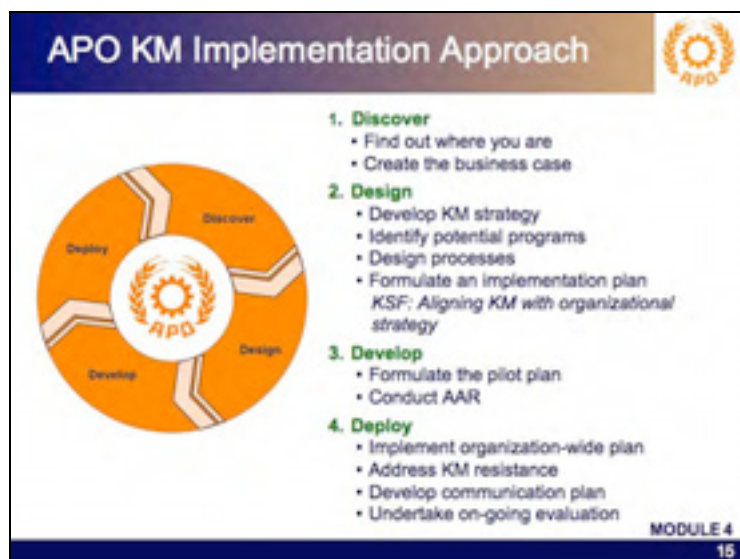 APO KM Implementation Approach
APO
1. Discover
• Find out where you are
• Create the business case
2. Design
• Develop KM strategy
• Identify potential programs
• Design processes
• Formulate an implementation plan
KSF: Aligning KM with organizational
strategy
3. Develop
• Formulate the pilot plan
• Conduct AAR
4. Deploy
• Implement organization-wide plan
• Address KM resistance
• Develop communication plan
• Undertake on-going evaluation
Discover
Deploy
APO
Design
Develop
MODULE 4
15